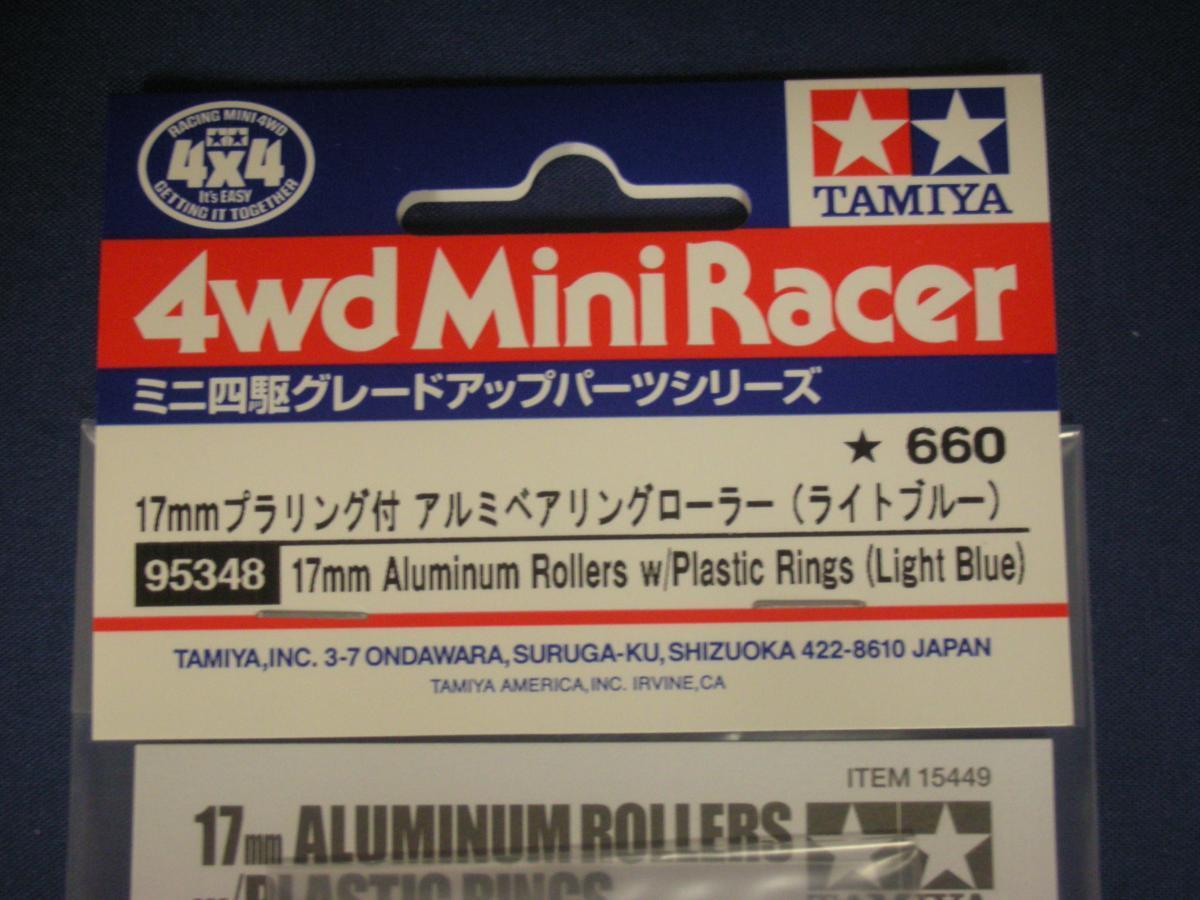 RACING MINI 4WD
4x4
It's EASY
GETTING IT TOGETHER
TAMIYA
4wd Mini Racer
ミニ四駆グレードアップパーツシリーズ
★ 660
17mmプラリング付 アルミベアリングローラー（ライトブルー）
95348 17mm Aluminum Rollers w/Plastic Rings (Light Blue)
TAMIYA,INC. 3-7 ONDAWARA, SURUGA-KU, SHIZUOKA 422-8610 JAPAN
TAMIYA AMERICA,INC. IRVINE,CA
ITEM 15449
17mm ALUMINUM ROLLERS
w/PLASTIC RINGS
TAMIYA